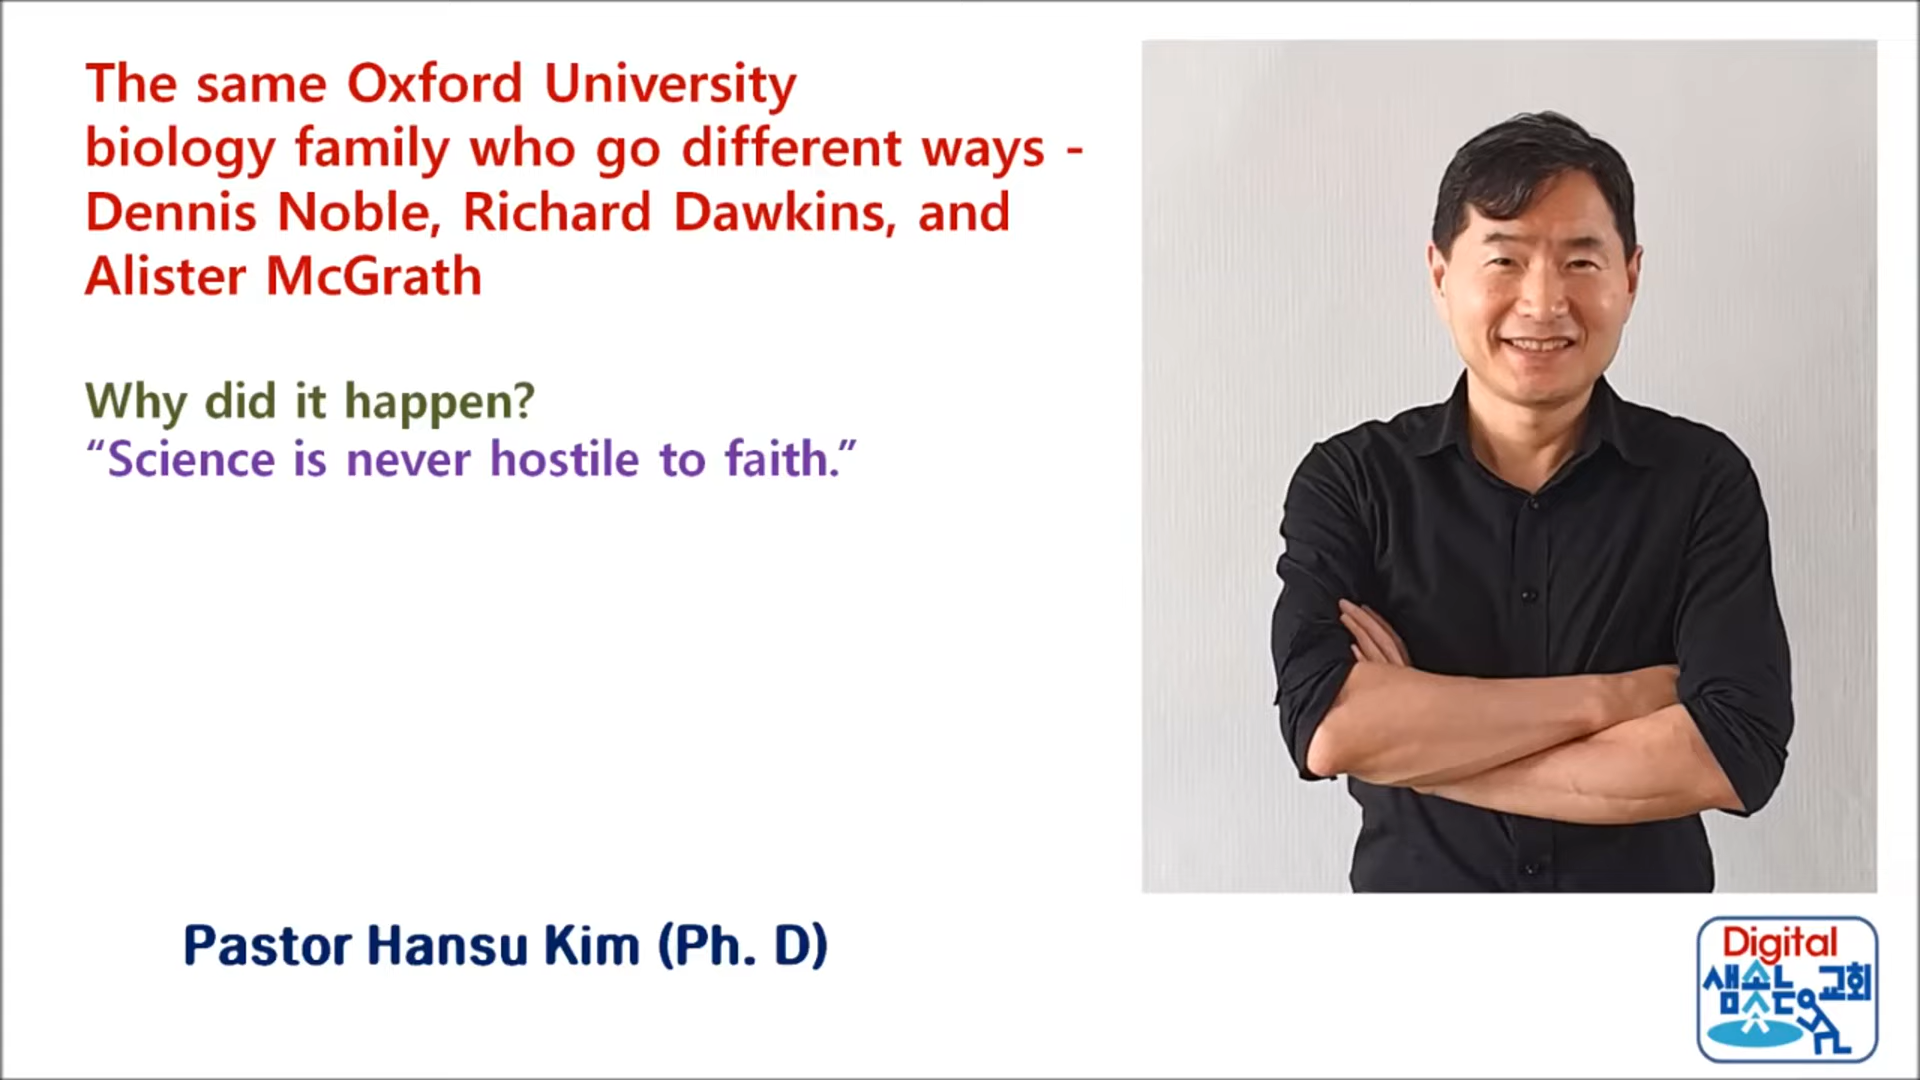 The same Oxford University
biology family who go different ways -
Dennis Noble, Richard Dawkins, and
Alister McGrath
Why did it happen?
“Science is never hostile to faith.”
Pastor Hansu Kim (Ph. D)
Digital
샘솟는교회